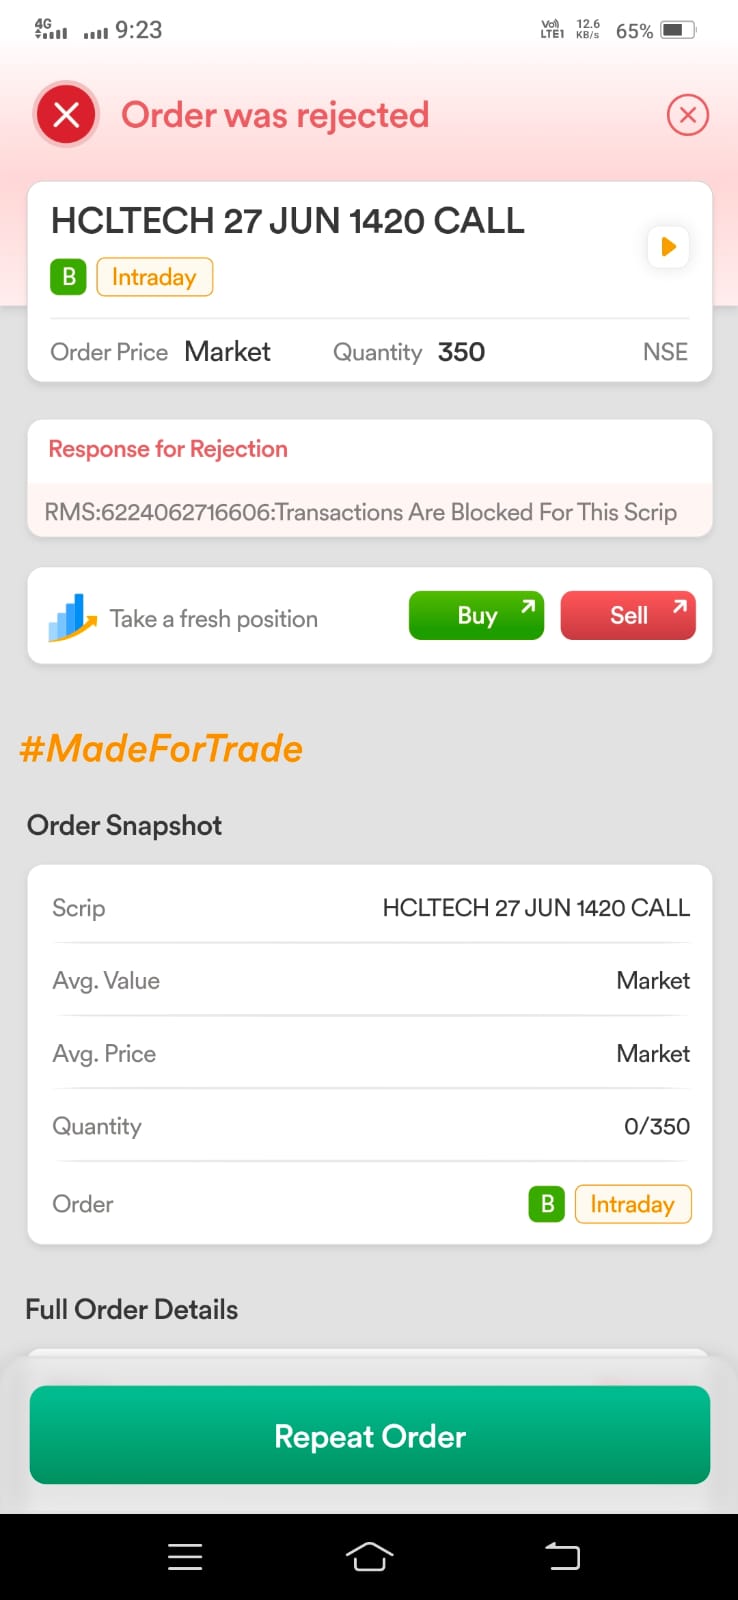 4G 9:23 Vo) LTE1 12.6 KB/s 65%
Order was rejected
HCLTECH 27 JUN 1420 CALL
B Intraday
Order Price Market Quantity 350 NSE
Response for Rejection
RMS:6224062716606:Transactions Are Blocked For This Scrip
Take a fresh position Buy Sell
#MadeForTrade
Order Snapshot
Scrip HCLTECH 27 JUN 1420 CALL
Avg. Value Market
Avg. Price Market
Quantity 0/350
Order B Intraday
Full Order Details
Repeat Order